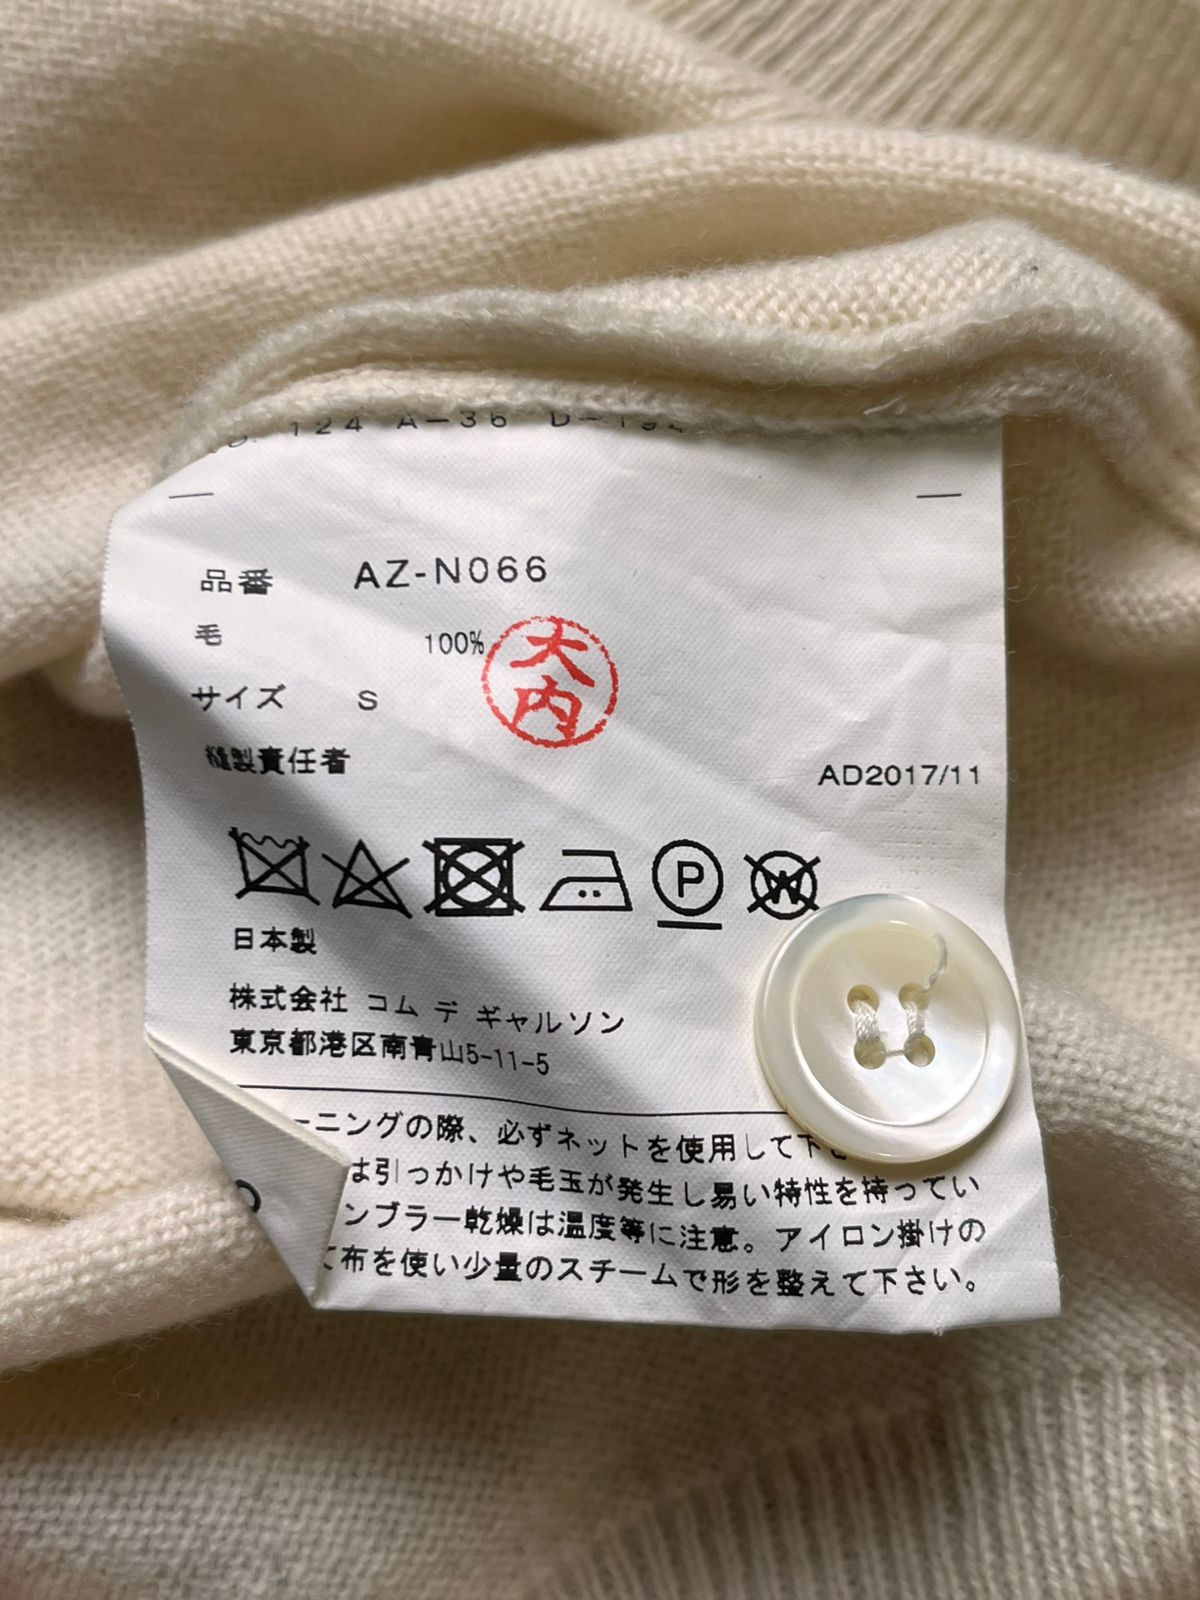 124 A-36 D-194
品番 AZ-N066
毛 100%
大内
サイズ S
縫製責任者
AD2017/11
P W
日本製
株式会社 コム デ ギャルソン
東京都港区南青山5-11-5
ーニングの際、必ずネットを使用して下
は引っかけや毛玉が発生し易い特性を持ってい
ンブラー乾燥は温度等に注意。アイロン掛けの
て布を使い少量のスチームで形を整えて下さい。